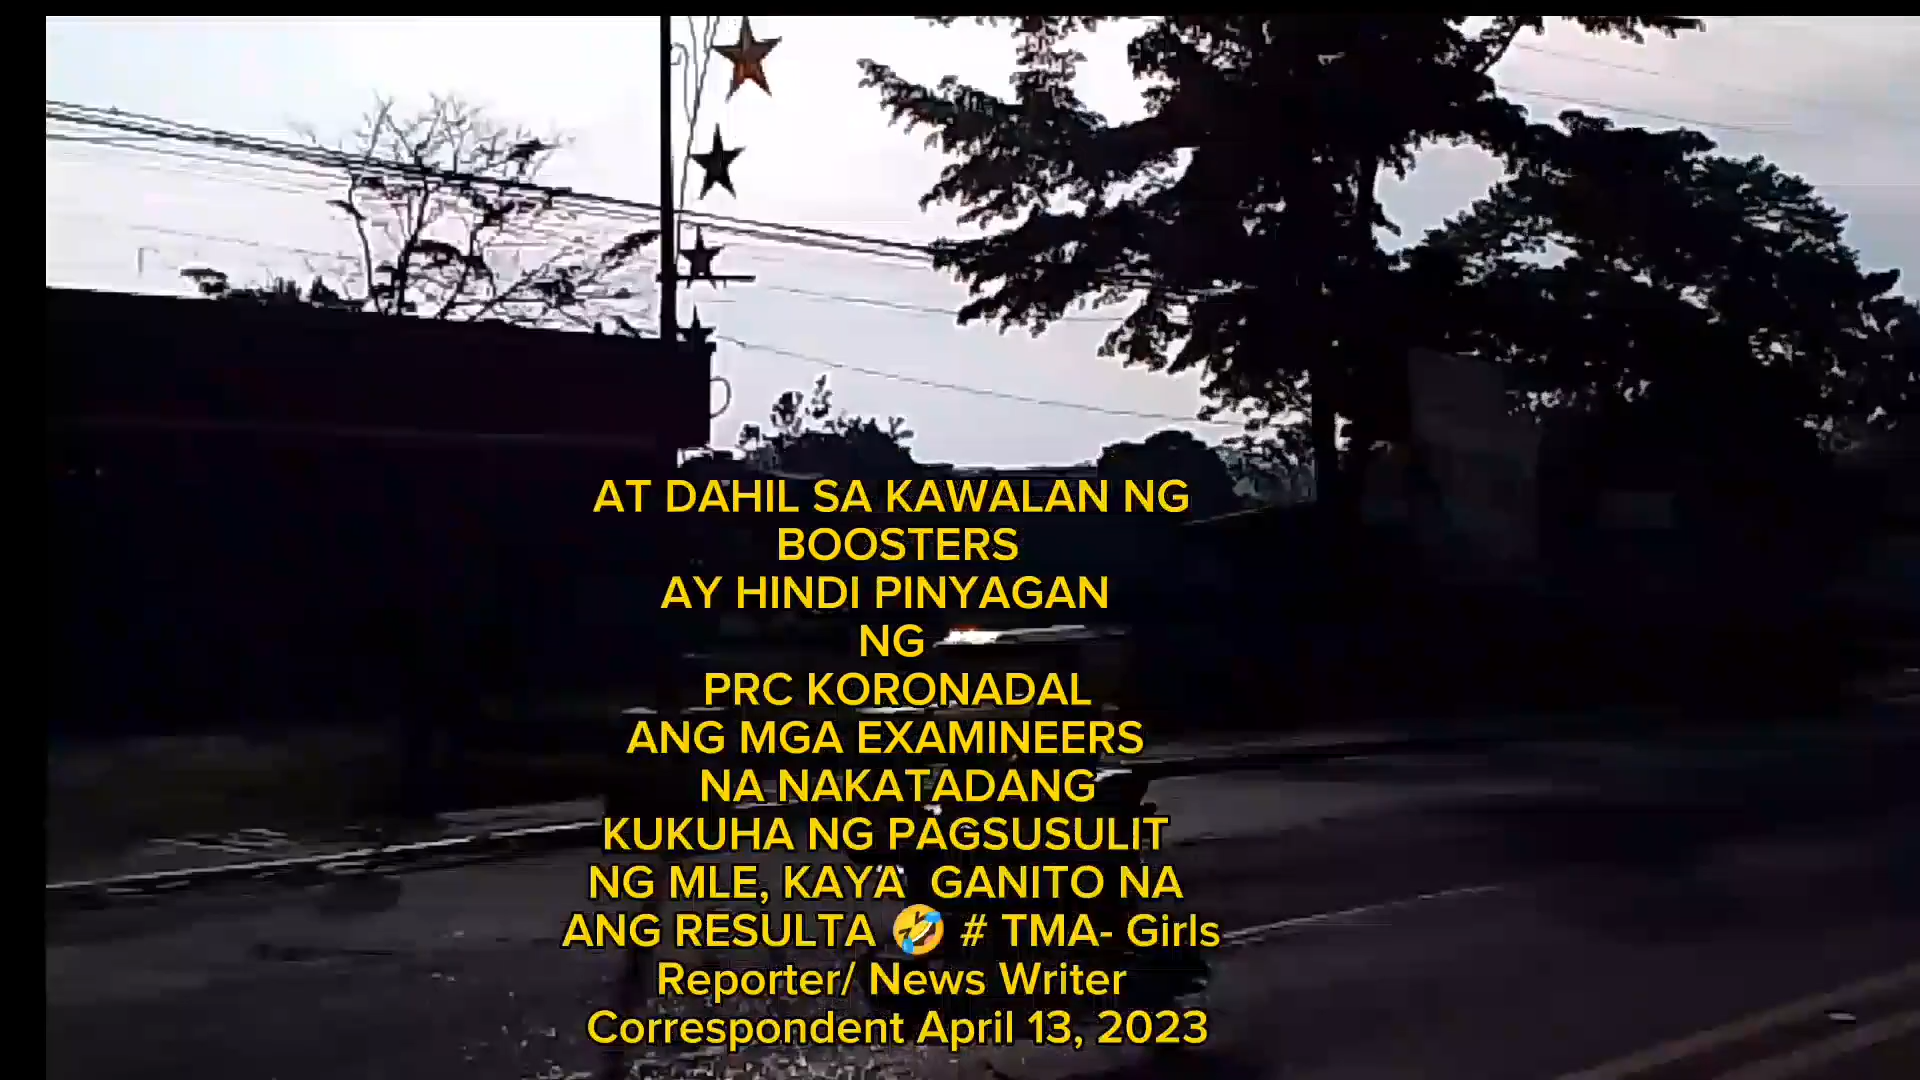 AT DAHIL SA KAWALAN NG
BOOSTERS
AY HINDI PINYAGAN
NG
PRC KORONADAL
ANG MGA EXAMINEERS
NA NAKATADANG
KUKUHA NG PAGSUSULIT
NG MLE, KAYA GANITO NA
ANG RESULTA 🤣 # TMA- Girls
Reporter/ News Writer
Correspondent April 13, 2023